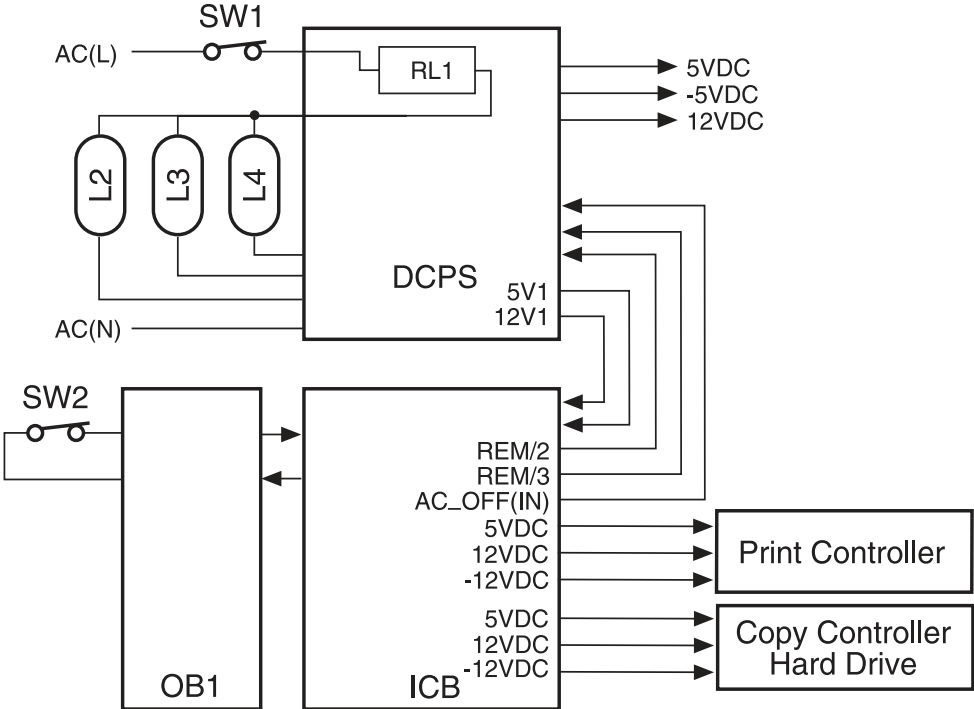 SW1
AC(L)
RL1
5VDC
-5VDC
12VDC
L2
L3
L4
DCPS
5V1
12V1
AC(N)
SW2
REM/2
REM/3
AC_OFF(IN)
5VDC
12VDC
-12VDC
Print Controller
5VDC
12VDC
-12VDC
Copy Controller
Hard Drive
OB1
ICB